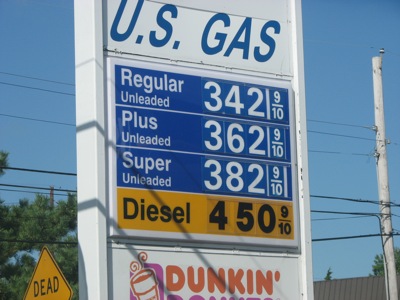 U.S. GAS
Regular
Unleaded
342 9/10
Plus
Unleaded
362 9/10
Super
Unleaded
382 9/10
Diesel 450 9/10
DUNKIN'
DONUTS
DEAD